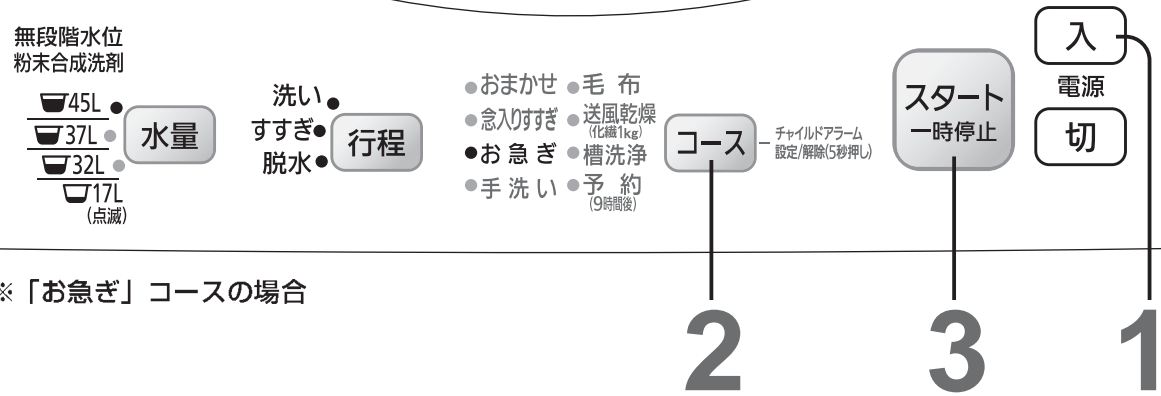 無段階水位
粉末合成洗剤
45L
37L
32L
17L
(点滅)
水量
洗い
すすぎ
脱水
行程
おまかせ
念入りすすぎ
お急ぎ
手洗い
毛布
送風乾燥
(化繊1kg)
槽洗浄
予約
(9時間後)
コース
チャイルドアラーム
設定/解除(5秒押し)
スタート
一時停止
入
電源
切
※「お急ぎ」コースの場合
2
3
1